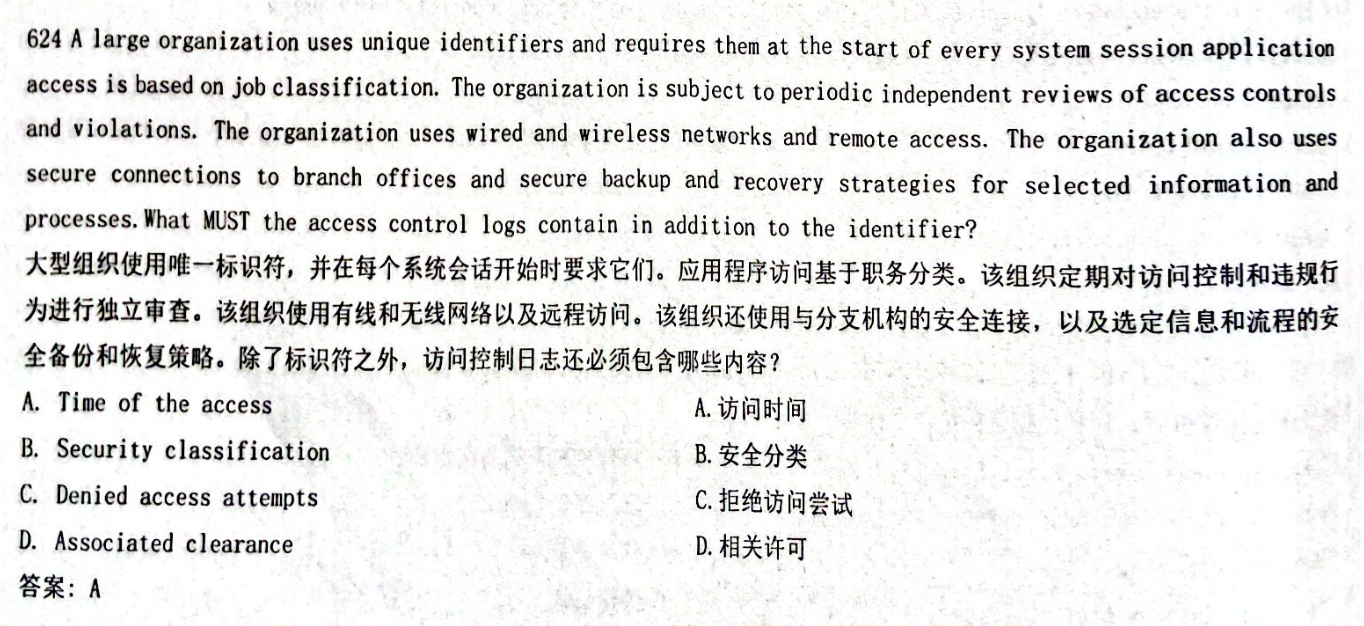 624 A large organization uses unique identifiers and requires them at the start of every system session application
access is based on job classification. The organization is subject to periodic independent reviews of access controls
and violations. The organization uses wired and wireless networks and remote access. The organization also uses
secure connections to branch offices and secure backup and recovery strategies for selected information and
processes. What MUST the access control logs contain in addition to the identifier?
大型组织使用唯一标识符，并在每个系统会话开始时要求它们。应用程序访问基于职务分类。该组织定期对访问控制和违规行
为进行独立审查。该组织使用有线和无线网络以及远程访问。该组织还使用与分支机构的安全连接，以及选定信息和流程的安
全备份和恢复策略。除了标识符之外，访问控制日志还必须包含哪些内容？
A. Time of the access A. 访问时间
B. Security classification B. 安全分类
C. Denied access attempts C. 拒绝访问尝试
D. Associated clearance D. 相关许可
答案：A